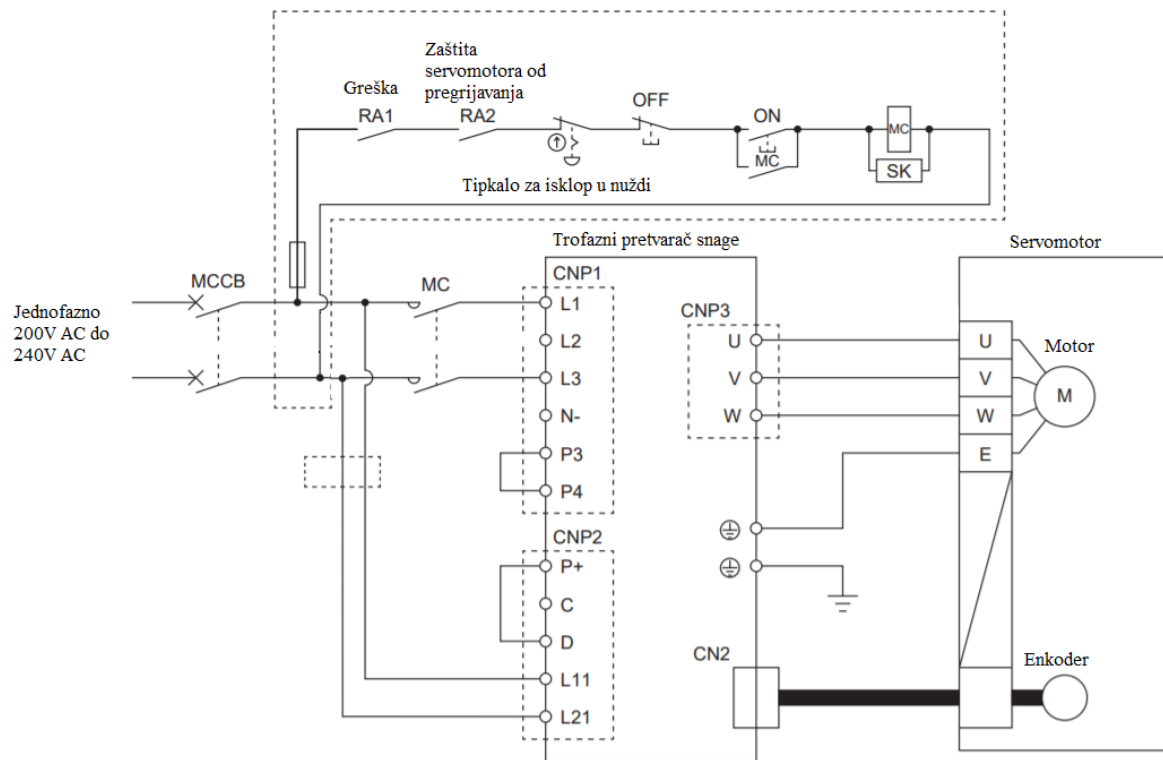 Zaštita
servomotora od
pregrijavanja
Greška
RA1
RA2
OFF
ON
MC
MC
SK
Tipkalo za isklop u nuždi
Trofazni pretvarač snage
Servomotor
MCCB
MC
CNP1
Jednofazno
200V AC do
240V AC
L1
L2
L3
N-
P3
P4
CNP3
U
V
W
U
V
W
E
Motor
M
CNP2
P+
C
D
L11
L21
CN2
Enkoder